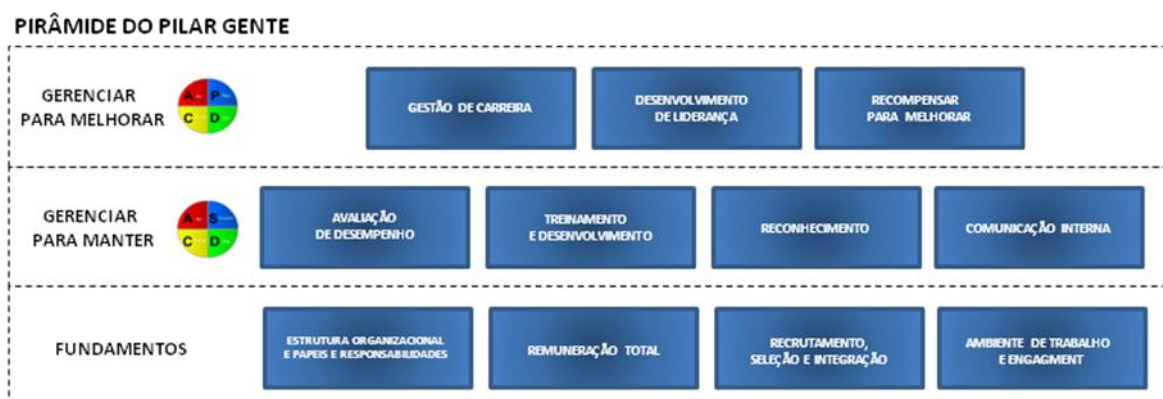 PIRÂMIDE DO PILAR GENTE
GERENCIAR
PARA MELHORAR
A P
C D
GESTÃO DE CARREIRA
DESENVOLVIMENTO
DE LIDERANÇA
RECOMPENSAR
PARA MELHORAR
GERENCIAR
PARA MANTER
A S
C D
AVALIAÇÃO
DE DESEMPENHO
TREINAMENTO
E DESENVOLVIMENTO
RECONHECIMENTO
COMUNICAÇÃO INTERNA
FUNDAMENTOS
ESTRUTURA ORGANIZACIONAL
E PAPEIS E RESPONSABILIDADES
REMUNERAÇÃO TOTAL
RECRUTAMENTO,
SELEÇÃO E INTEGRAÇÃO
AMBIENTE DE TRABALHO
E ENGAGMENT